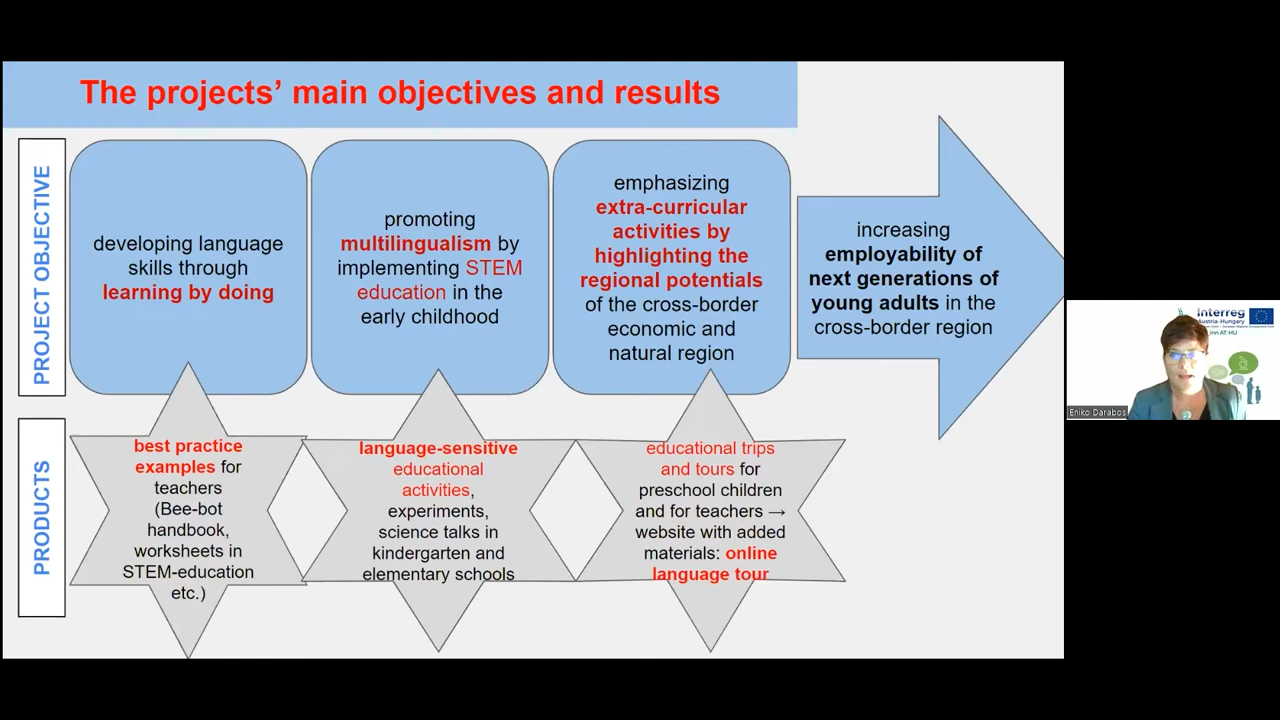 The projects' main objectives and results
PROJECT OBJECTIVE
developing language
skills through
learning by doing
promoting
multilingualism by
implementing STEM
education in the
early childhood
emphasizing
extra-curricular
activities by
highlighting the
regional potentials
of the cross-border
economic and
natural region
increasing
employability of
next generations of
young adults in the
cross-border region
PRODUCTS
best practice
examples for
teachers
(Bee-bot
handbook,
worksheets in
STEM-education
etc.)
language-sensitive
educational
activities,
experiments,
science talks in
kindergarten and
elementary schools
educational trips
and tours for
preschool children
and for teachers →
website with added
materials: online
language tour
Interreg
Austria-Hungary
inn AT-HU
Eniko Darabos